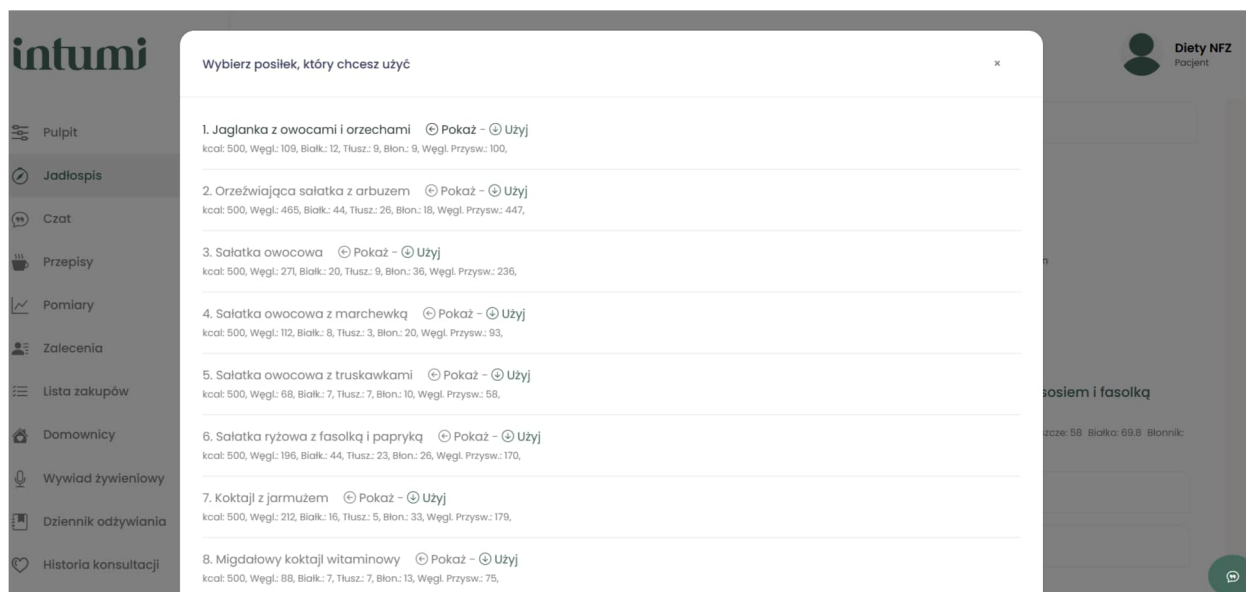 intumi
Diety NFZ
Pacjent
Wybierz posiłek, który chcesz użyć
×
Pulpit
Jadłospis
Czat
Przepisy
Pomiary
Zalecenia
Lista zakupów
Domownicy
Wywiad żywieniowy
Dziennik odżywiania
Historia konsultacji
1. Jaglanka z owocami i orzechami Pokaż - Użyj
kcal: 500, Węgl.: 109, Białk.: 12, Tłusz.: 9, Błon.: 9, Węgl. Przysw.: 100,
2. Orzeźwiająca sałatka z arbuzem Pokaż - Użyj
kcal: 500, Węgl.: 465, Białk.: 44, Tłusz.: 26, Błon.: 18, Węgl. Przysw.: 447,
3. Sałatka owocowa Pokaż - Użyj
kcal: 500, Węgl.: 271, Białk.: 20, Tłusz.: 9, Błon.: 36, Węgl. Przysw.: 236,
4. Sałatka owocowa z marchewką Pokaż - Użyj
kcal: 500, Węgl.: 112, Białk.: 8, Tłusz.: 3, Błon.: 20, Węgl. Przysw.: 93,
5. Sałatka owocowa z truskawkami Pokaż - Użyj
kcal: 500, Węgl.: 68, Białk.: 7, Tłusz.: 7, Błon.: 10, Węgl. Przysw.: 58,
6. Sałatka ryżowa z fasolką i papryką Pokaż - Użyj
kcal: 500, Węgl.: 196, Białk.: 44, Tłusz.: 23, Błon.: 26, Węgl. Przysw.: 170,
7. Koktajl z jarmużem Pokaż - Użyj
kcal: 500, Węgl.: 212, Białk.: 16, Tłusz.: 5, Błon.: 33, Węgl. Przysw.: 179,
8. Migdałowy koktajl witaminowy Pokaż - Użyj
kcal: 500, Węgl.: 88, Białk.: 7, Tłusz.: 7, Błon.: 13, Węgl. Przysw.: 75,
n
sosiem i fasolką
zcze: 58 Białko: 69.8 Błonnik: